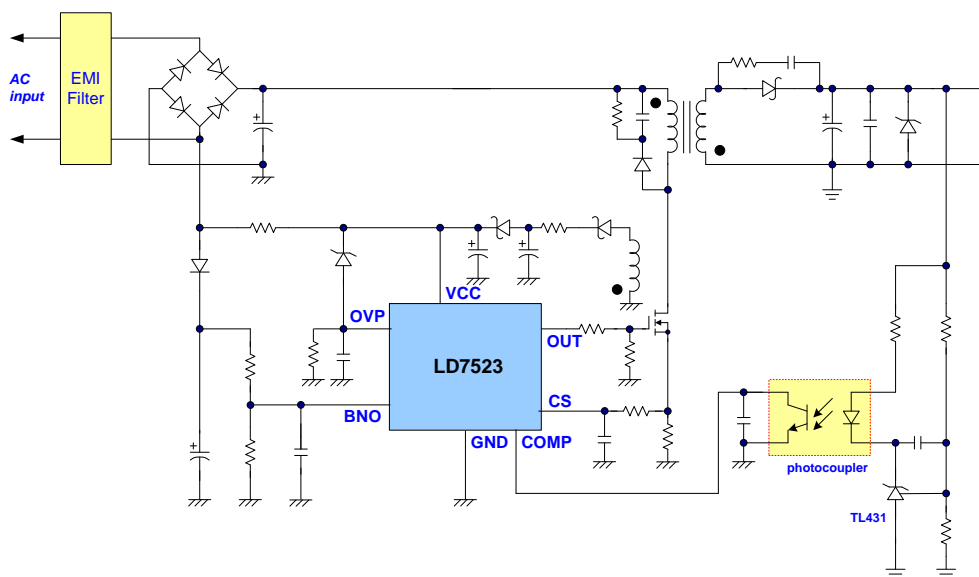 AC
input
EMI
Filter
VCC
OVP
OUT
LD7523
CS
BNO
GND
COMP
photocoupler
TL431
+
+
+
+
+